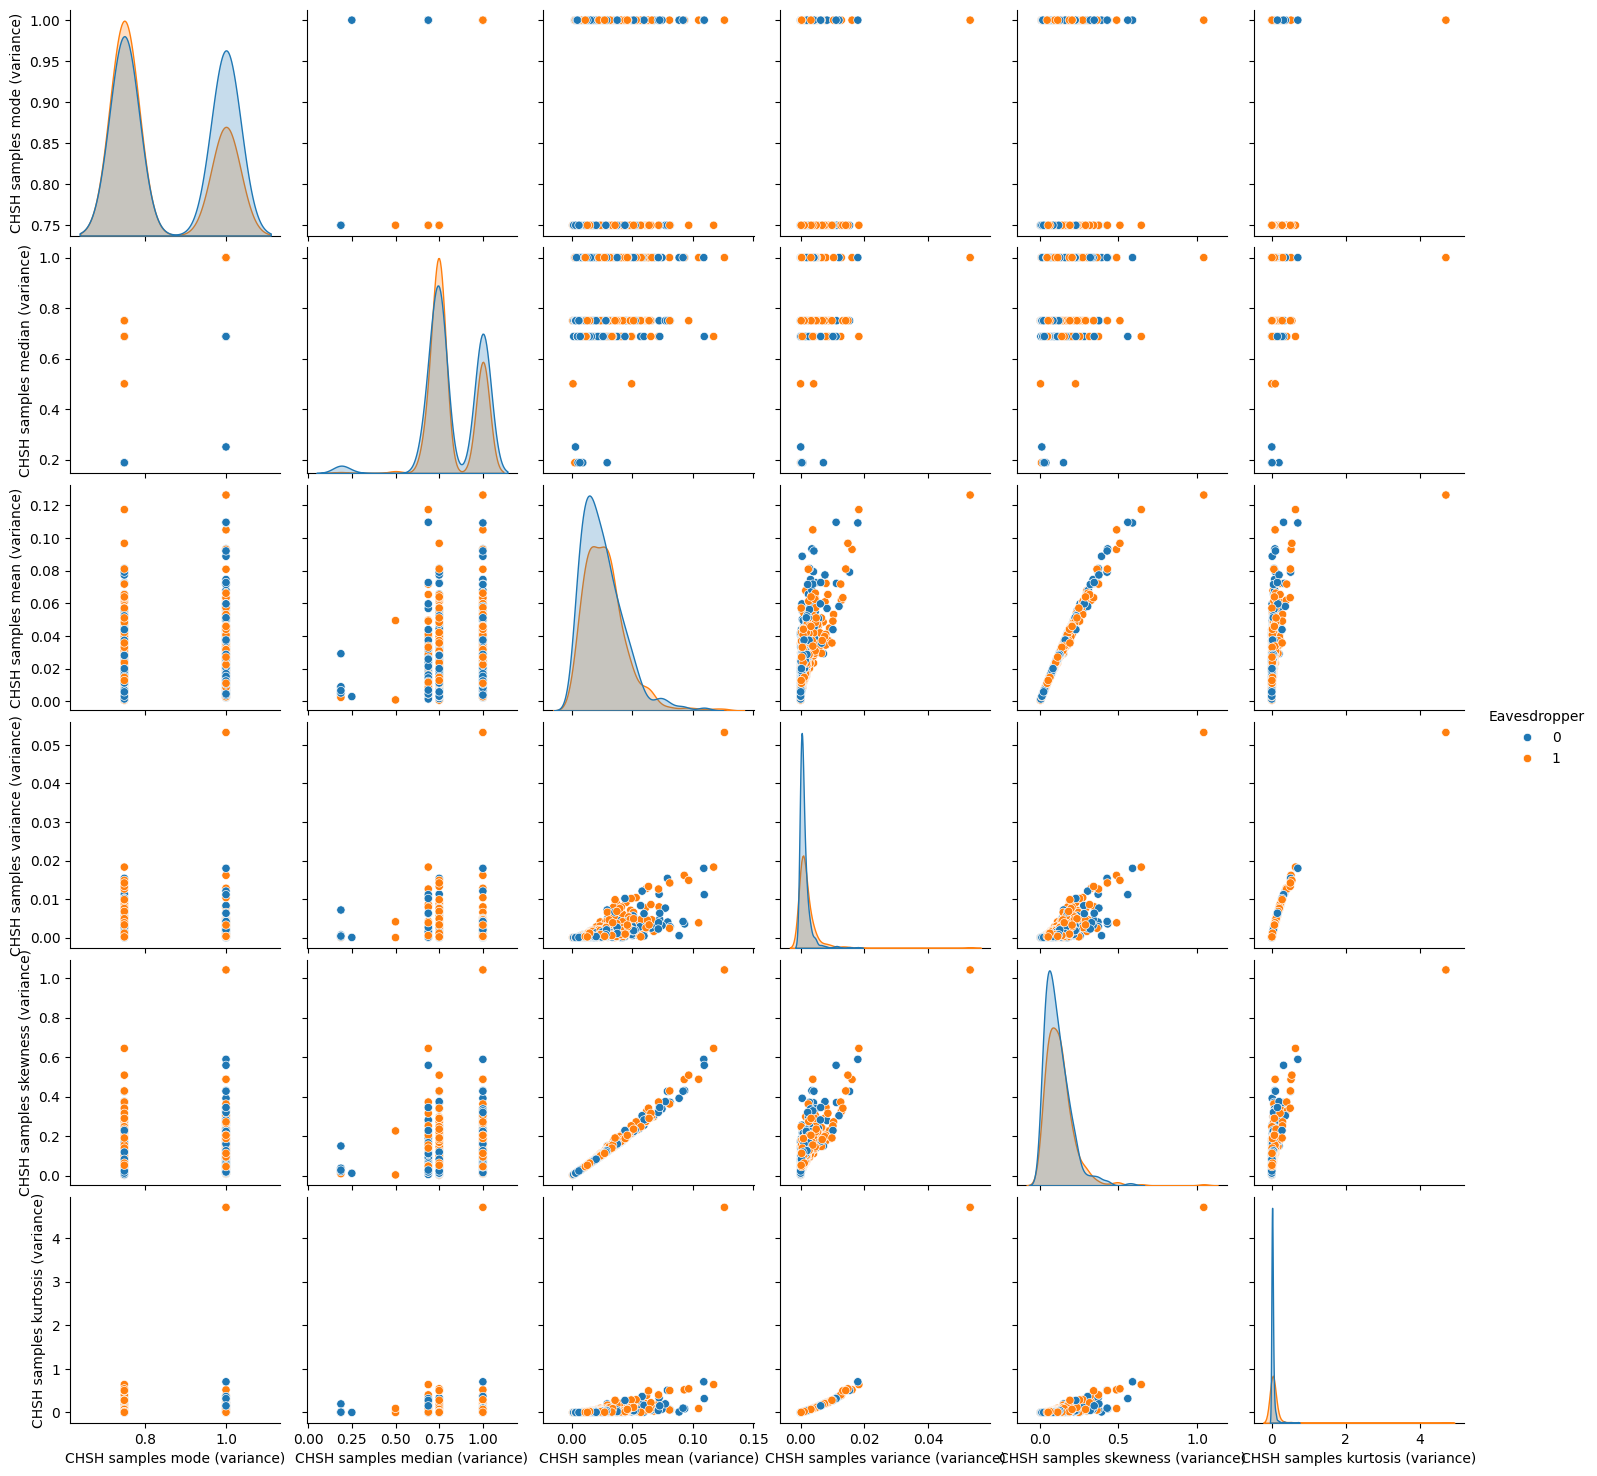 CHSH samples mode (variance)
1.00
0.95
0.90
0.85
0.80
0.75
CHSH samples median (variance)
1.0
0.8
0.6
0.4
0.2
CHSH samples mean (variance)
0.12
0.10
0.08
0.06
0.04
0.02
0.00
Eavesdropper
0
1
CHSH samples variance (variance)
0.05
0.04
0.03
0.02
0.01
0.00
CHSH samples skewness (variance)
1.0
0.8
0.6
0.4
0.2
0.0
CHSH samples kurtosis (variance)
4
3
2
1
0
0.8 1.0
0.00 0.25 0.50 0.75 1.00
0.00 0.05 0.10 0.15
0.00 0.02 0.04
0.0 0.5 1.0
0 2 4
CHSH samples mode (variance)
CHSH samples median (variance)
CHSH samples mean (variance)
CHSH samples variance (variance)
CHSH samples skewness (variance)
CHSH samples kurtosis (variance)